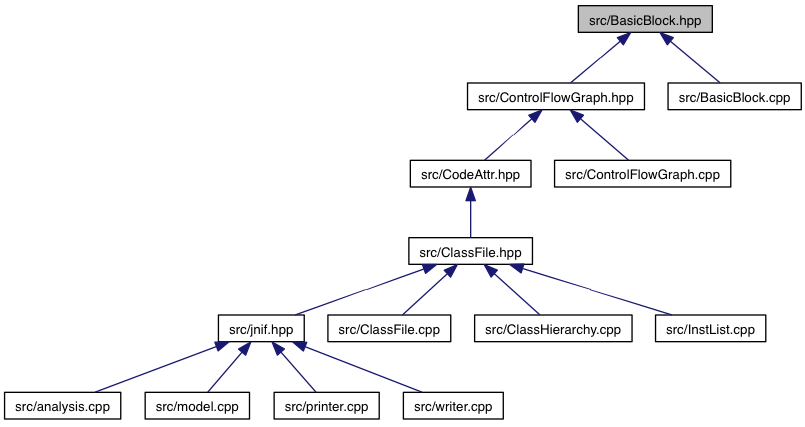 src/BasicBlock.hpp
src/ControlFlowGraph.hpp
src/BasicBlock.cpp
src/CodeAttr.hpp
src/ControlFlowGraph.cpp
src/ClassFile.hpp
src/jnif.hpp
src/ClassFile.cpp
src/ClassHierarchy.cpp
src/InstList.cpp
src/analysis.cpp
src/model.cpp
src/printer.cpp
src/writer.cpp